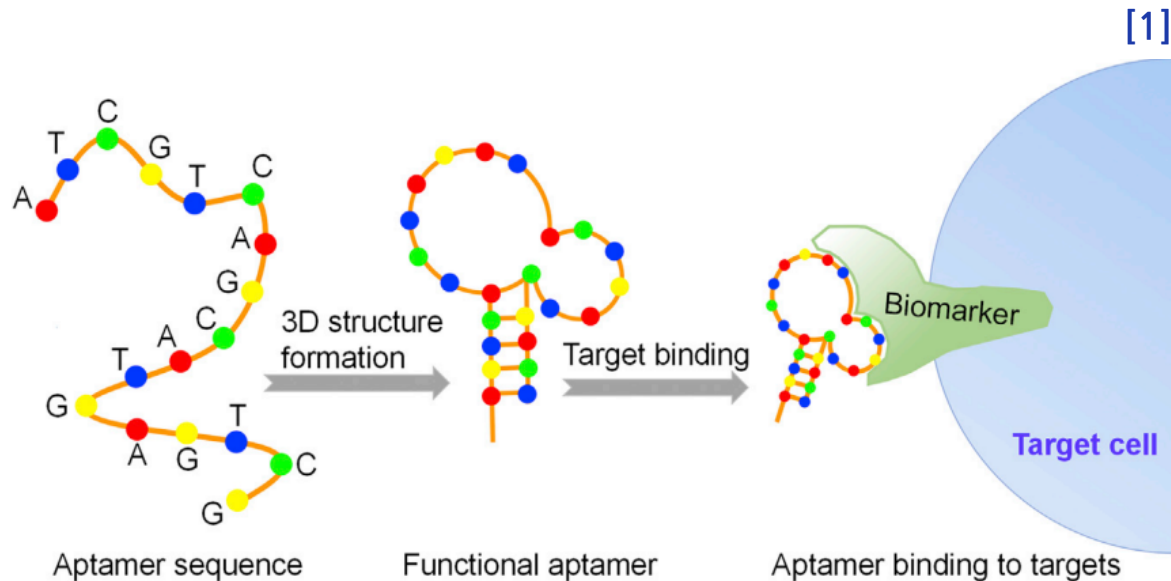 [1]
A
T
C
G
T
C
A
G
C
A
T
G
A
G
T
C
G
3D structure
formation
Target binding
Biomarker
Target cell
Aptamer sequence
Functional aptamer
Aptamer binding to targets